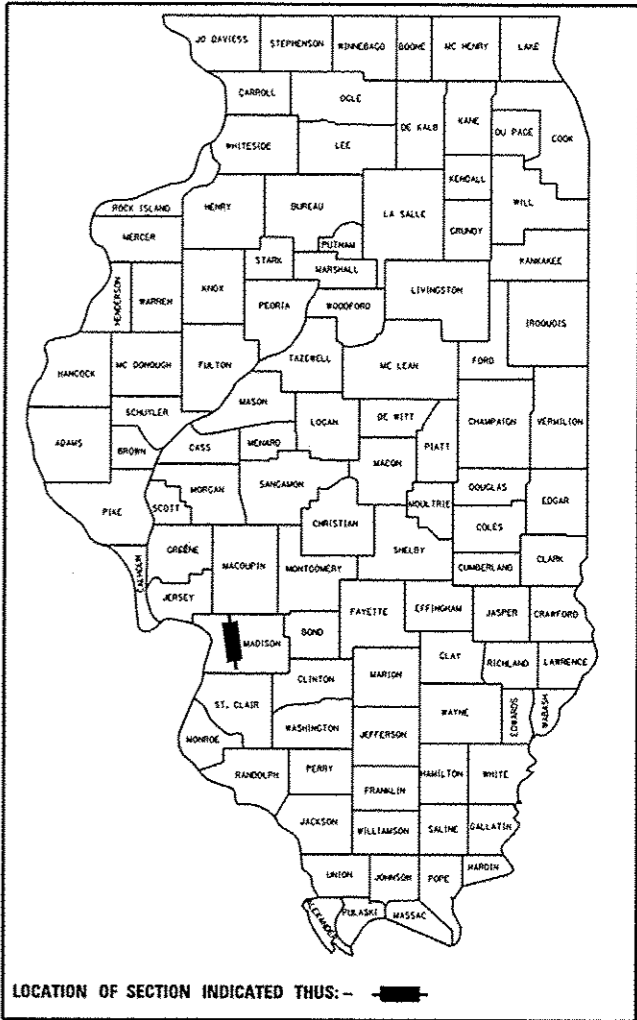 JO DAVIESS STEPHENSON WINNEBAGO BOONE MC HENRY LAKE
CARROLL OGLE
DE KALB KANE DU PAGE COOK
WHITESIDE LEE
KENDALL
ROCK ISLAND HENRY BUREAU LA SALLE WILL
MERCER PUTNAM GRUNDY
STARK MARSHALL KANKAKEE
HENDERSON WARREN KNOX PEORIA WOODFORD LIVINGSTON
IROQUOIS
HANCOCK MC DONOUGH FULTON TAZEWELL MC LEAN FORD
MASON
SCHUYLER LOGAN DE WITT CHAMPAIGN VERMILION
ADAMS BROWN CASS MENARD PIATT
MACON
PIKE SCOTT MORGAN SANGAMON MOULTRIE DOUGLAS EDGAR
CHRISTIAN COLES
CALHOUN GREENE MACOUPIN MONTGOMERY SHELBY CUMBERLAND CLARK
JERSEY
FAYETTE EFFINGHAM JASPER CRAWFORD
MADISON BOND
CLAY RICHLAND LAWRENCE
CLINTON MARION
ST. CLAIR WAYNE EDWARDS WABASH
WASHINGTON
MONROE JEFFERSON
RANDOLPH PERRY HAMILTON WHITE
FRANKLIN
JACKSON WILLIAMSON SALINE GALLATIN
UNION JOHNSON POPE HARDIN
ALEXANDER PULASKI MASSAC
LOCATION OF SECTION INDICATED THUS: -